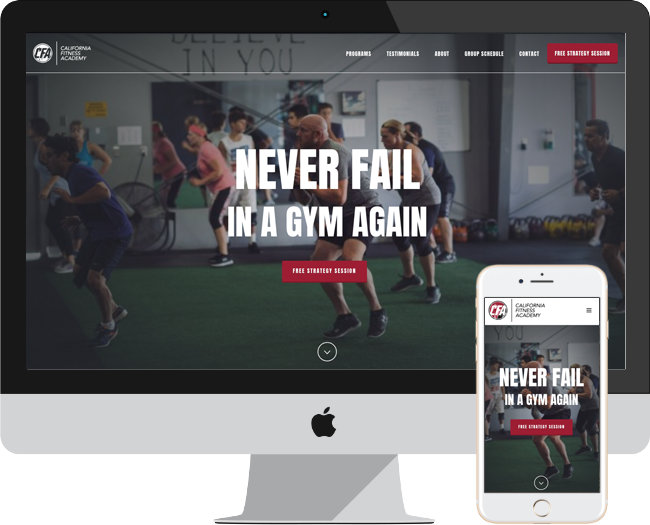 BELIEVE
IN YOU
CFA
CALIFORNIA
FITNESS
ACADEMY
PROGRAMS
TESTIMONIALS
ABOUT
GROUP SCHEDULE
CONTACT
FREE STRATEGY SESSION
NEVER FAIL
IN A GYM AGAIN
FREE STRATEGY SESSION
CFA
CALIFORNIA
FITNESS
ACADEMY
YOU
NEVER FAIL
IN A GYM AGAIN
FREE STRATEGY SESSION